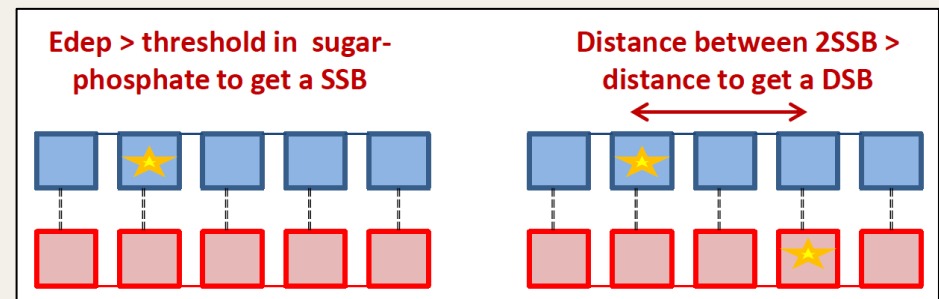 Edep > threshold in sugar-
phosphate to get a SSB
Distance between 2SSB >
distance to get a DSB